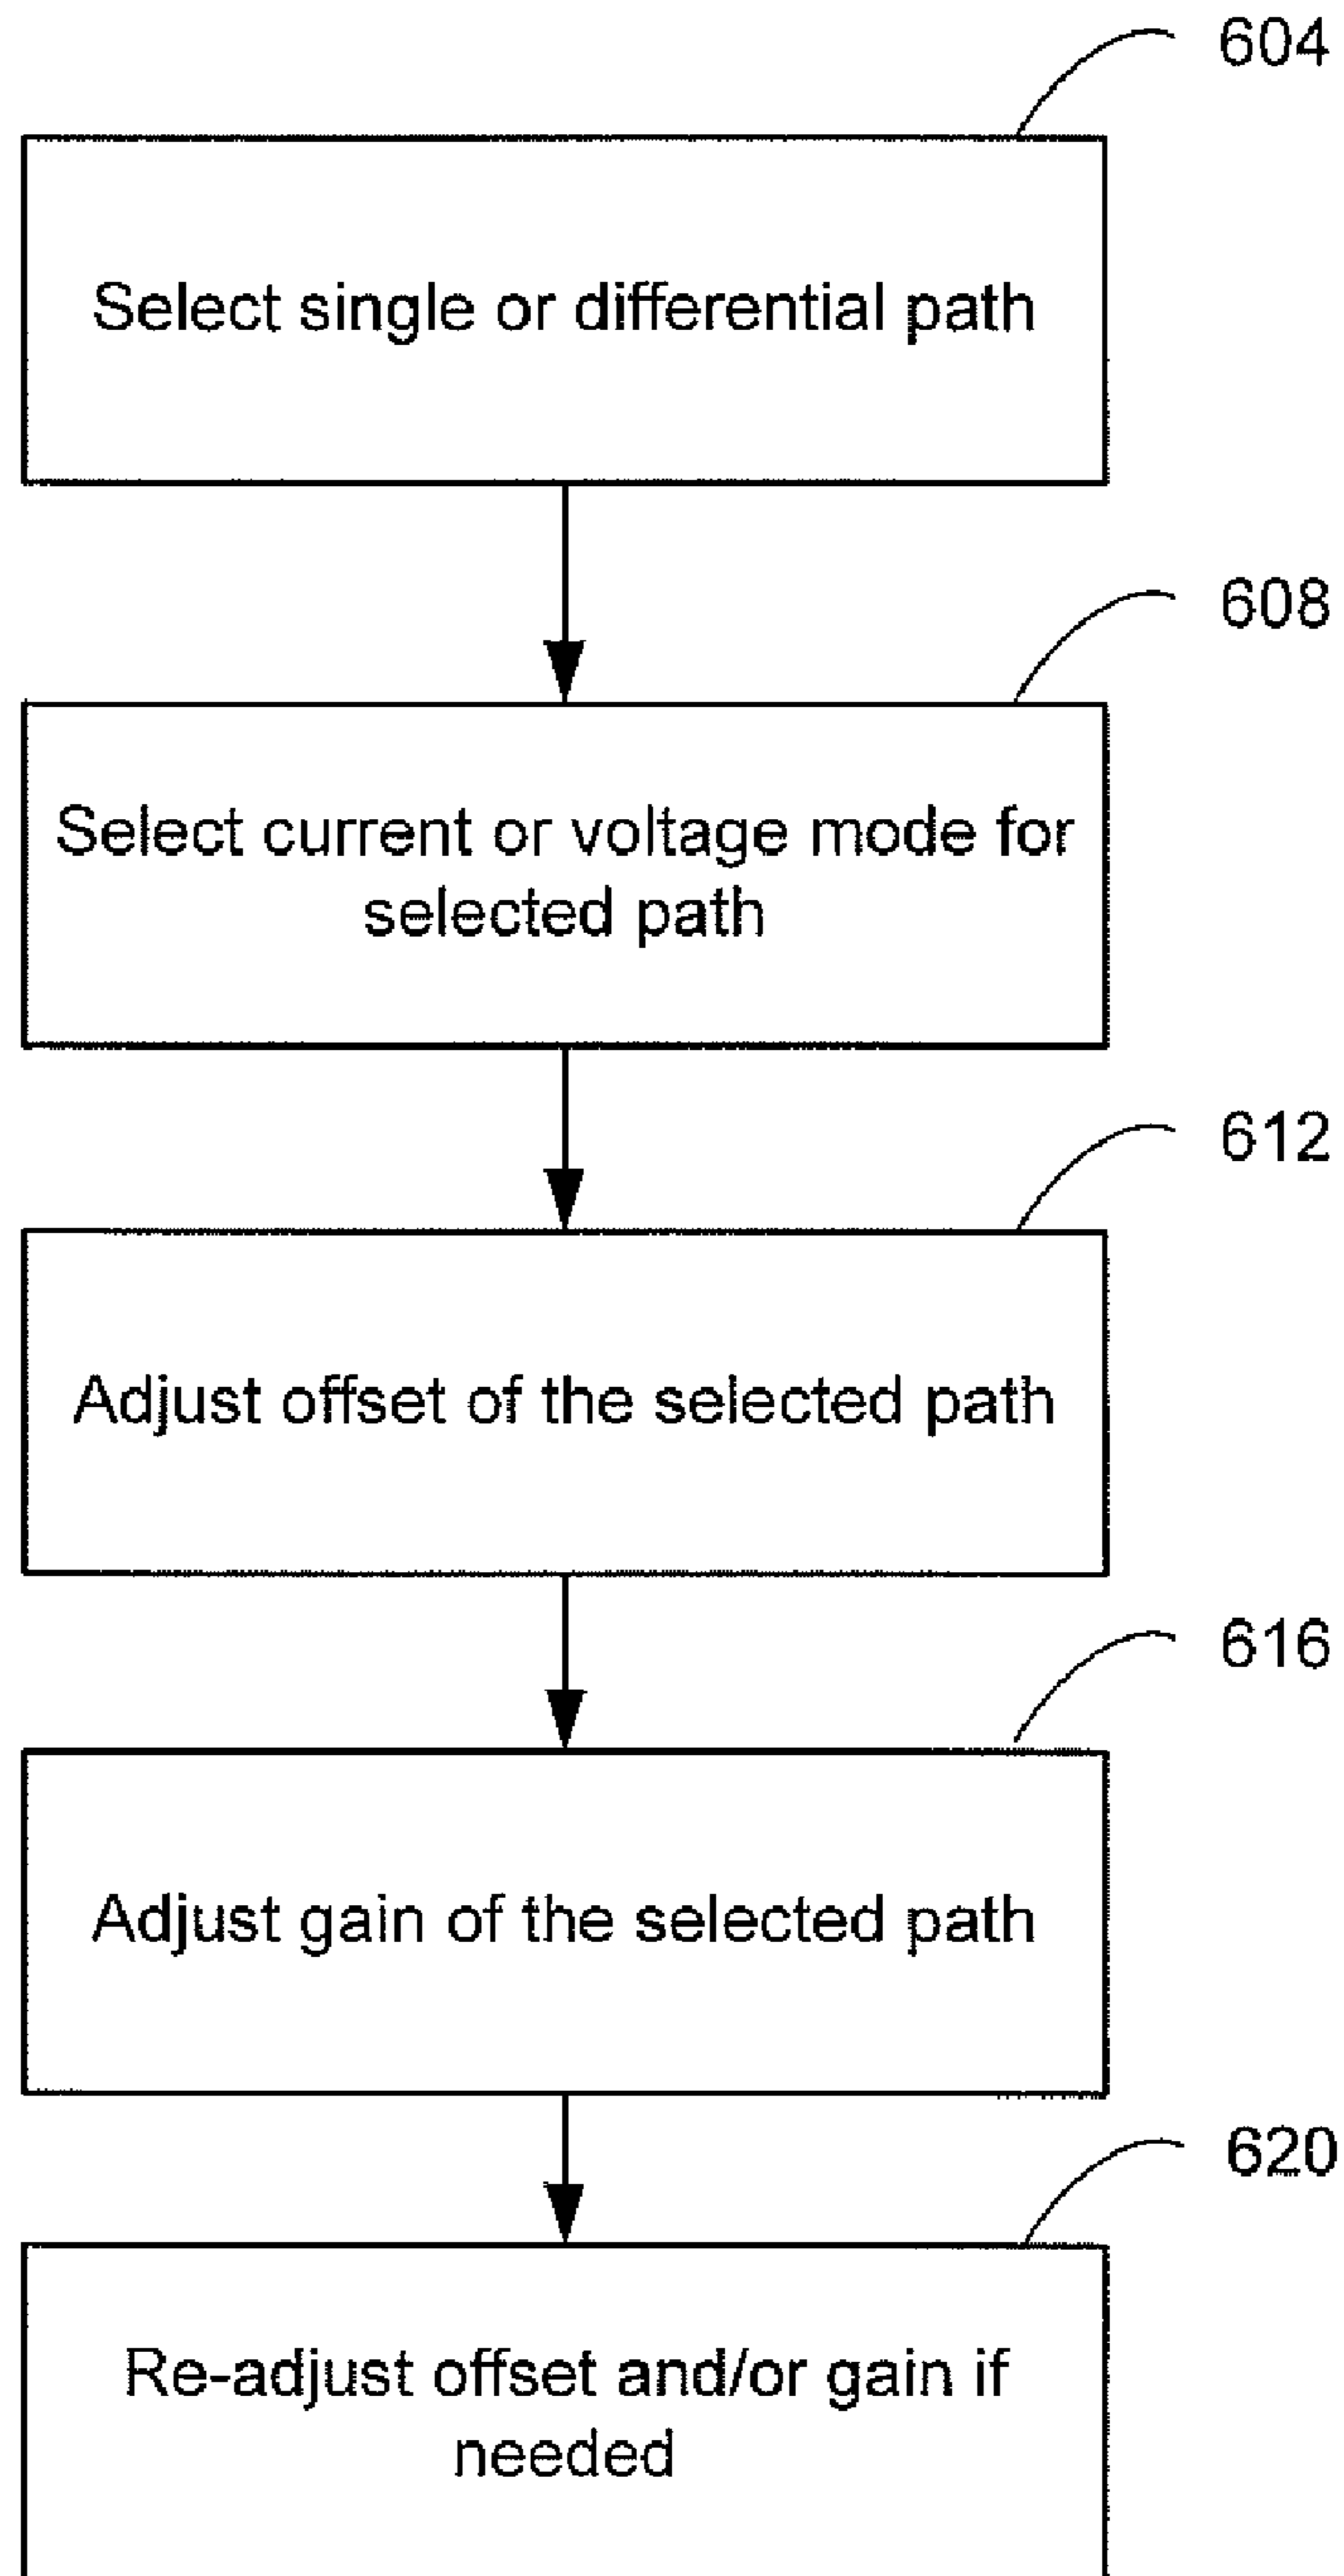 604
Select single or differential path
608
Select current or voltage mode for
selected path
612
Adjust offset of the selected path
616
Adjust gain of the selected path
620
Re-adjust offset and/or gain if
needed